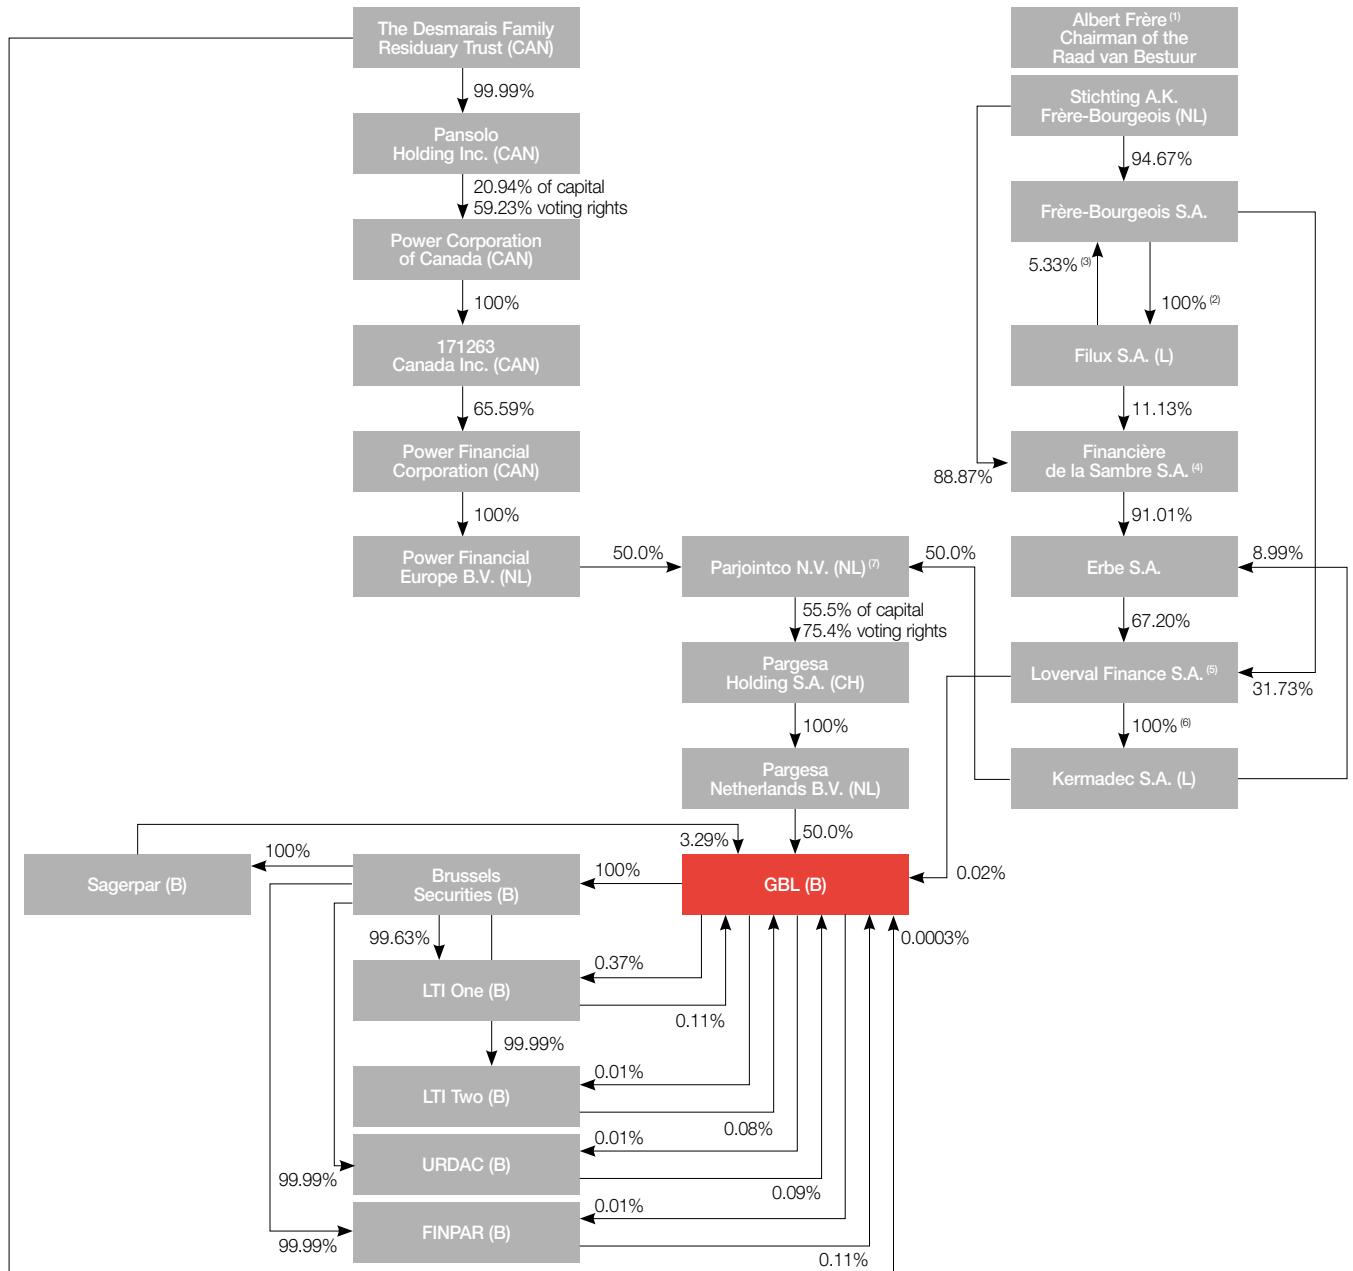 The Desmarais Family
Residuary Trust (CAN)
99.99%
Pansolo
Holding Inc. (CAN)
20.94% of capital
59.23% voting rights
Power Corporation
of Canada (CAN)
100%
171263
Canada Inc. (CAN)
65.59%
Power Financial
Corporation (CAN)
100%
Power Financial
Europe B.V. (NL)
50.0%
Albert Frère (1)
Chairman of the
Raad van Bestuur
Stichting A.K.
Frère-Bourgeois (NL)
94.67%
Frère-Bourgeois S.A.
5.33% (3)
100% (2)
Filux S.A. (L)
11.13%
Financière
de la Sambre S.A. (4)
88.87%
91.01%
Erbe S.A.
8.99%
67.20%
Loverval Finance S.A. (5)
31.73%
100% (6)
Kermadec S.A. (L)
50.0%
Parjointco N.V. (NL) (7)
55.5% of capital
75.4% voting rights
Pargesa
Holding S.A. (CH)
100%
Pargesa
Netherlands B.V. (NL)
50.0%
3.29%
GBL (B)
0.02%
0.0003%
100%
Brussels
Securities (B)
100%
Sagerpar (B)
99.63%
0.37%
LTI One (B)
0.11%
99.99%
0.01%
LTI Two (B)
0.08%
0.01%
URDAC (B)
99.99%
0.09%
0.01%
FINPAR (B)
99.99%
0.11%